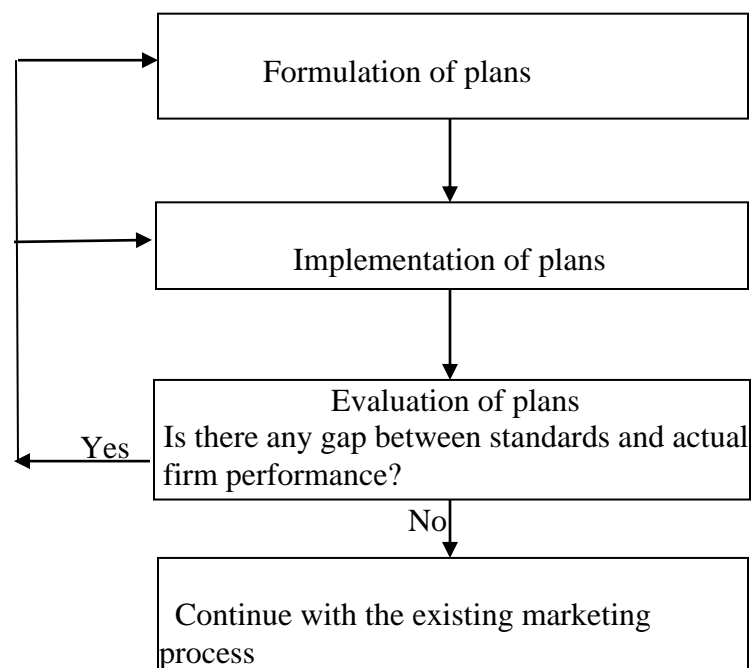 Formulation of plans
Implementation of plans
Evaluation of plans
Is there any gap between standards and actual
firm performance?
Yes
No
Continue with the existing marketing
process